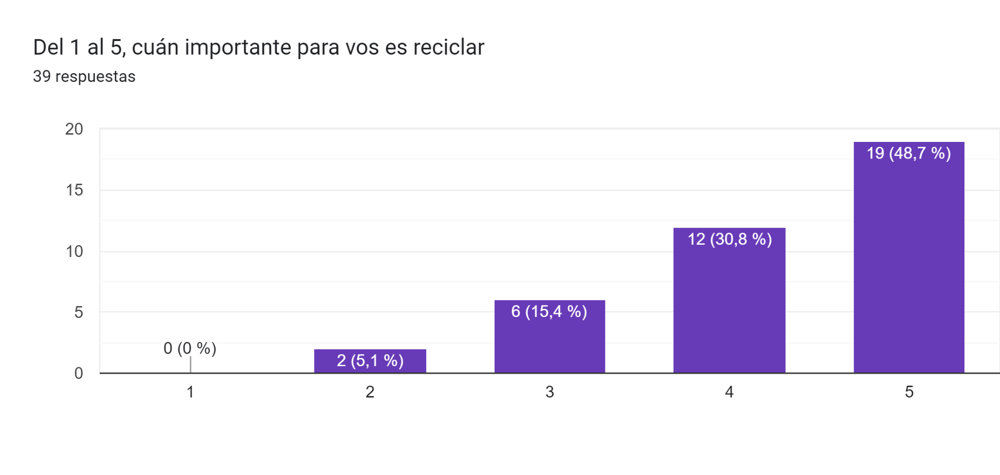 Del 1 al 5, cuán importante para vos es reciclar
39 respuestas
20
15
10
5
0
0 (0 %)
2 (5,1 %)
6 (15,4 %)
12 (30,8 %)
19 (48,7 %)
1
2
3
4
5